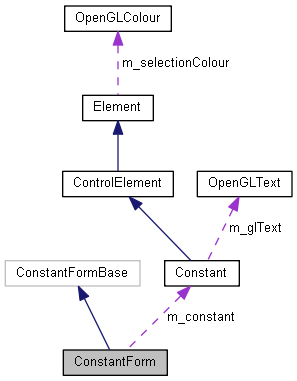 OpenGLColour
m_selectionColour
Element
ControlElement
OpenGLText
m_glText
ConstantFormBase
Constant
m_constant
ConstantForm